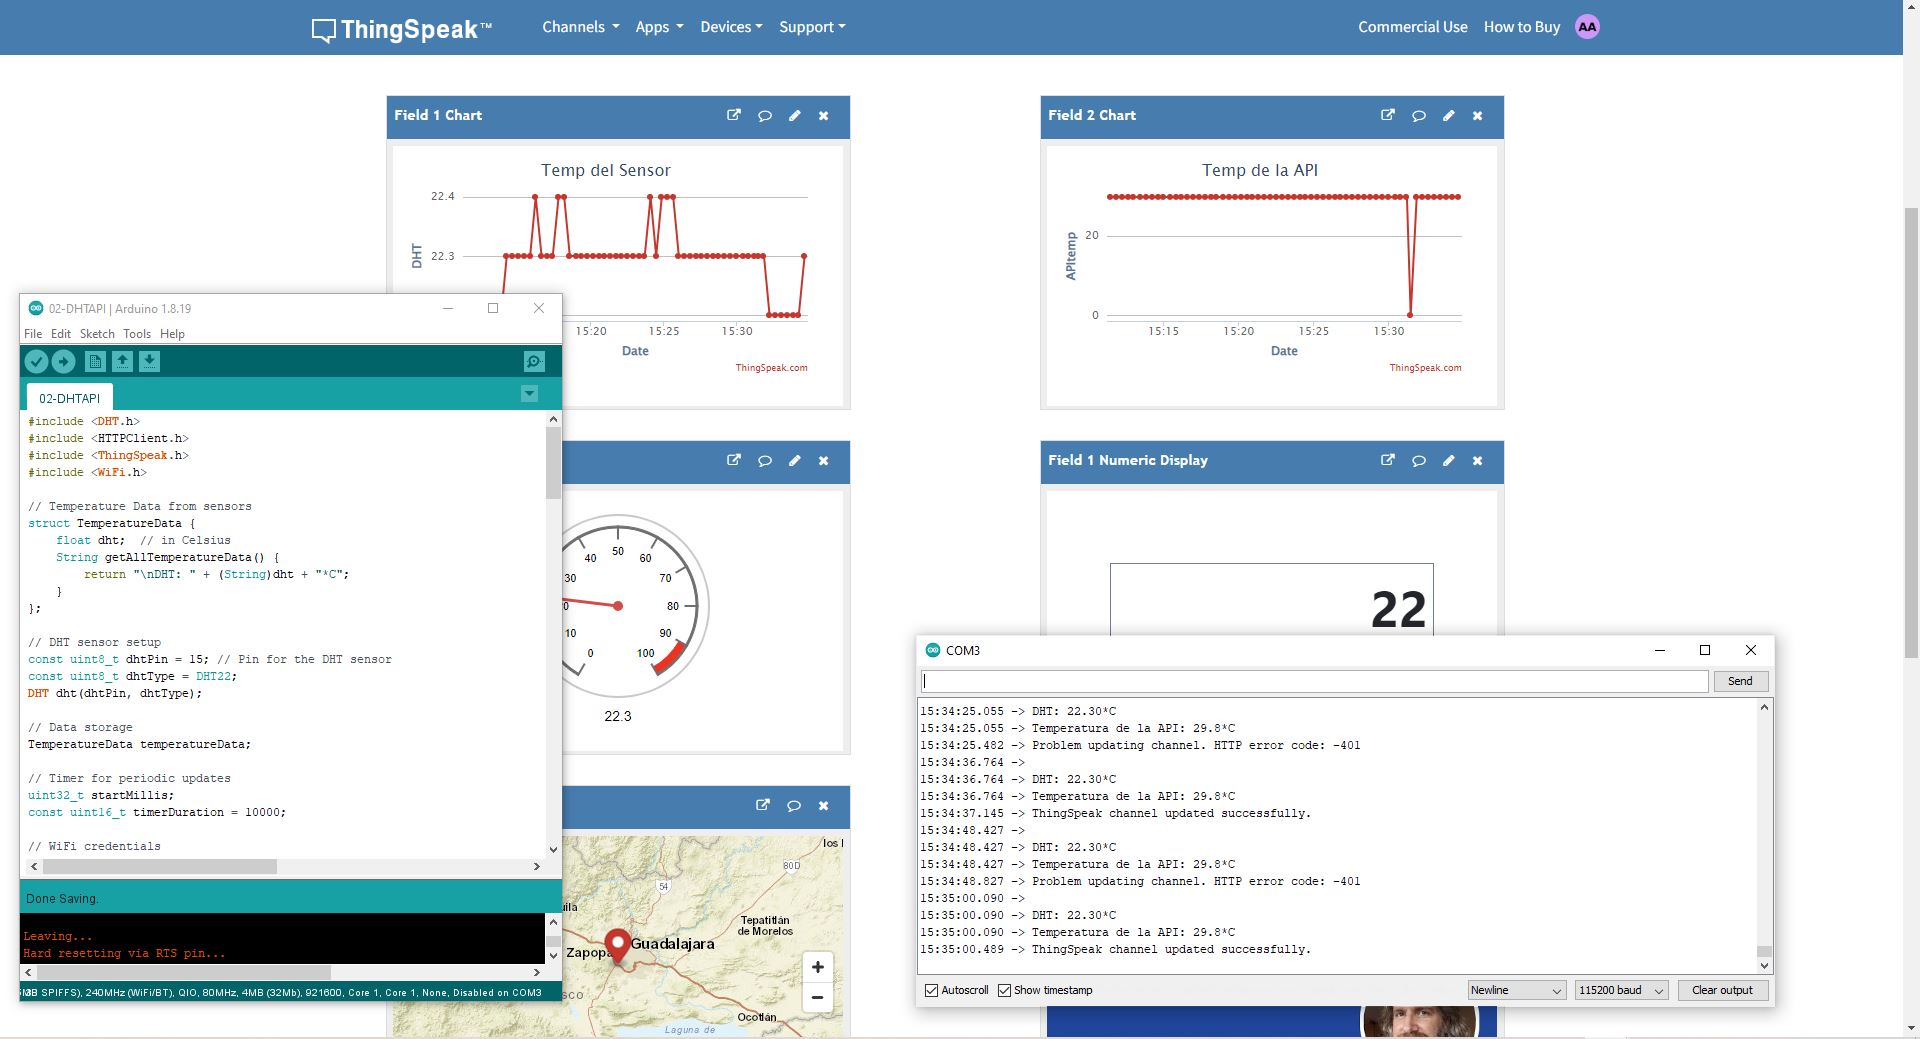 ThingSpeak™
Channels Apps Devices Support
Commercial Use How to Buy AA
Field 1 Chart
Temp del Sensor
22.4
22.3
DHT
15:20 15:25 15:30
Date
ThingSpeak.com
Field 2 Chart
Temp de la API
20
0
APItemp
15:15 15:20 15:25 15:30
Date
ThingSpeak.com
02-DHTAPI | Arduino 1.8.19
File Edit Sketch Tools Help
02-DHTAPI
#include <DHT.h>
#include <HTTPClient.h>
#include <ThingSpeak.h>
#include <WiFi.h>
// Temperature Data from sensors
struct TemperatureData {
float dht; // in Celsius
String getAllTemperatureData() {
return "\nDHT: " + (String)dht + "*C";
}
};
// DHT sensor setup
const uint8_t dhtPin = 15; // Pin for the DHT sensor
const uint8_t dhtType = DHT22;
DHT dht(dhtPin, dhtType);
// Data storage
TemperatureData temperatureData;
// Timer for periodic updates
uint32_t startMillis;
const uint16_t timerDuration = 10000;
// WiFi credentials
Done Saving.
Leaving...
Hard resetting via RTS pin...
SPIFFS), 240MHz (WiFi/BT), QIO, 80MHz, 4MB (32Mb), 921600, Core 1, Core 1, None, Disabled on COM3
0
10
30
40
50
60
70
80
90
100
22.3
Field 1 Numeric Display
22
80D
54
Tepatitlán
de Morelos
Guadalajara
Ocotlán
Laguna de
COM3
Send
15:34:25.055 -> DHT: 22.30*C
15:34:25.055 -> Temperatura de la API: 29.8*C
15:34:25.482 -> Problem updating channel. HTTP error code: -401
15:34:36.764 ->
15:34:36.764 -> DHT: 22.30*C
15:34:36.764 -> Temperatura de la API: 29.8*C
15:34:37.145 -> ThingSpeak channel updated successfully.
15:34:48.427 ->
15:34:48.427 -> DHT: 22.30*C
15:34:48.427 -> Temperatura de la API: 29.8*C
15:34:48.827 -> Problem updating channel. HTTP error code: -401
15:35:00.090 ->
15:35:00.090 -> DHT: 22.30*C
15:35:00.090 -> Temperatura de la API: 29.8*C
15:35:00.489 -> ThingSpeak channel updated successfully.
Autoscroll Show timestamp
Newline 115200 baud Clear output